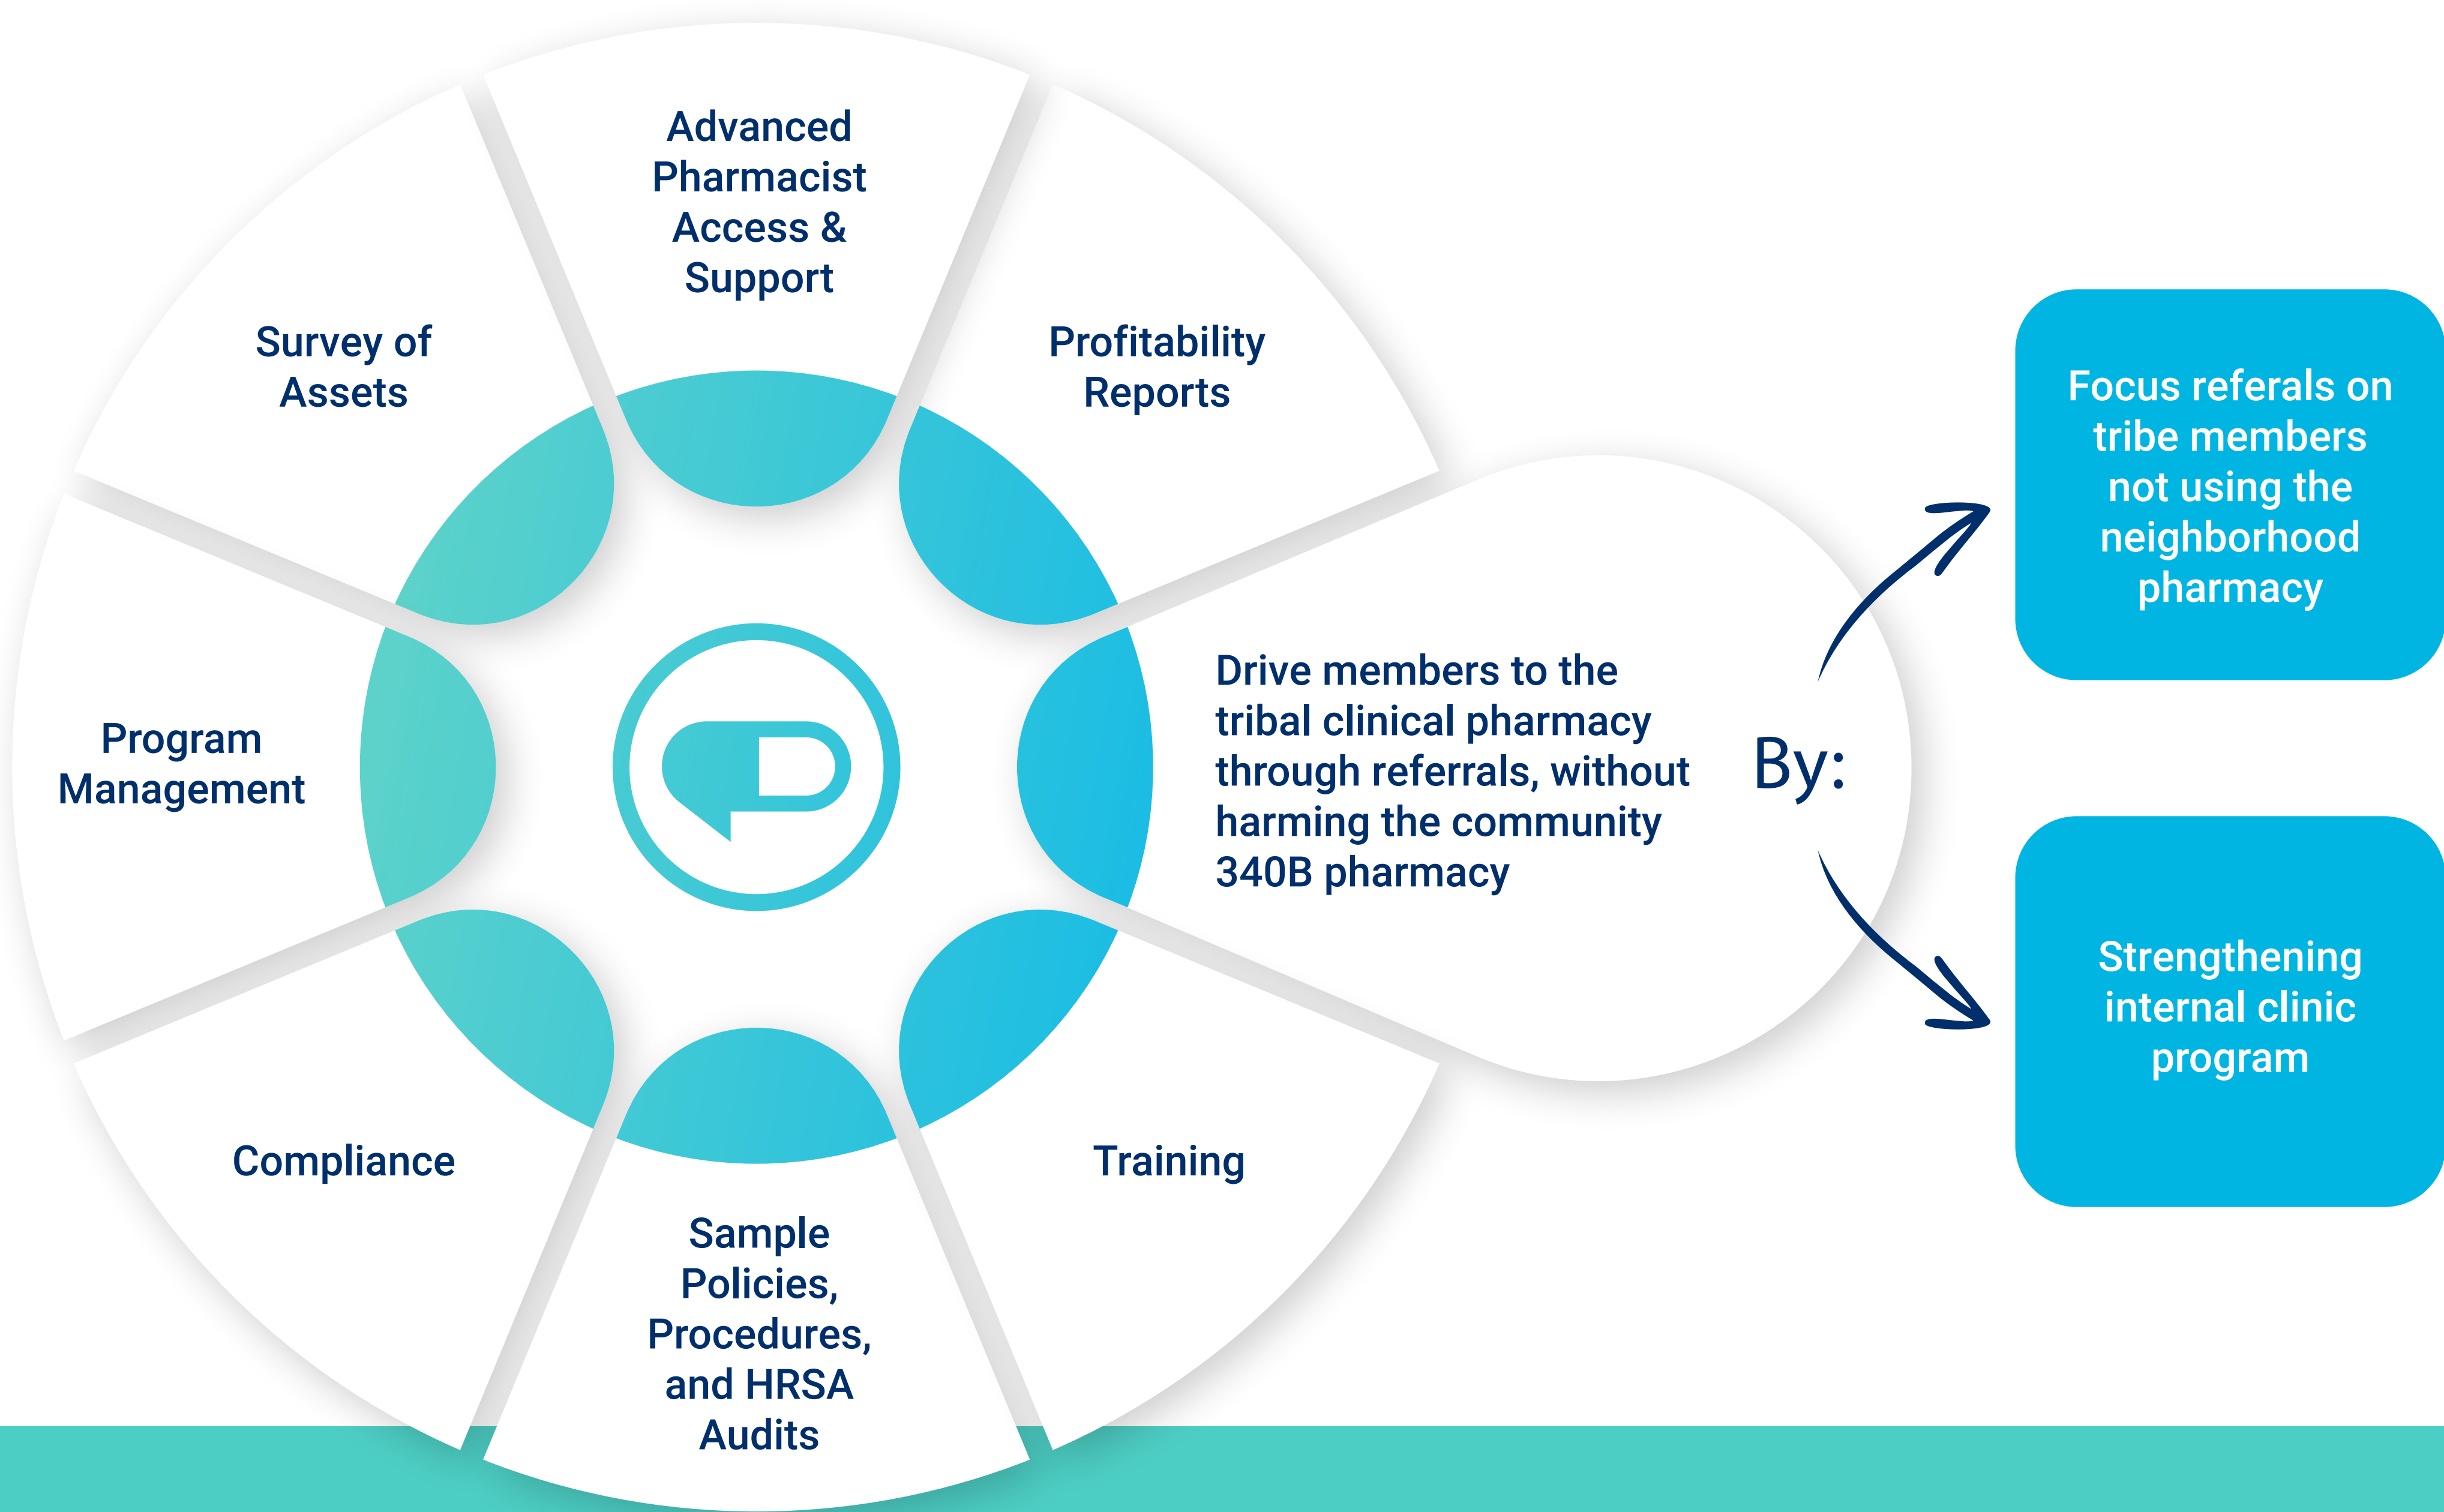 Advanced
Pharmacist
Access &
Support
Profitability
Reports
Survey of
Assets
Program
Management
Compliance
Sample
Policies,
Procedures,
and HRSA
Audits
Training
Drive members to the
tribal clinical pharmacy
through referrals, without
harming the community
340B pharmacy
By:
Focus referals on
tribe members
not using the
neighborhood
pharmacy
Strengthening
internal clinic
program